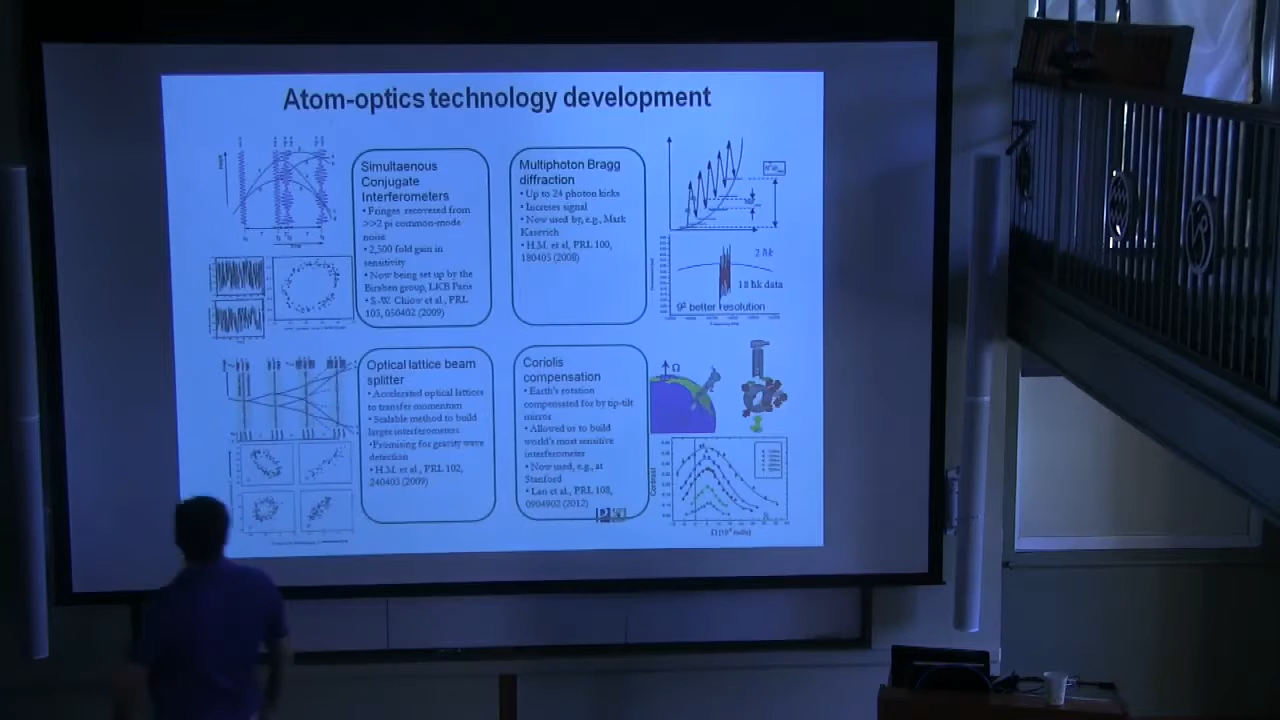 Atom-optics technology development
Simultaenous
Conjugate
Interferometers
• Fringes recovered from
>>2 pi common-mode
noise
• 2,500 fold gain in
sensitivity
• Now being set up by the
Biraben group, LKB Paris
• S.-W. Chiow et al., PRL
103, 050402 (2009)
Multiphoton Bragg
diffraction
• Up to 24 photon kicks
• Increses signal
• Now used by, e.g., Mark
Kasevich
• H.M. et al, PRL 100,
180405 (2008)
2 ħk
18 ħk data
9² better resolution
Optical lattice beam
splitter
• Accelerated optical lattices
to transfer momentum
• Scalable method to build
larger interferometers
• Promising for gravity wave
detection
• H.M. et al., PRL 102,
240403 (2009)
Coriolis
compensation
• Earth's rotation
compensated for by tip-tilt
mirror
• Allowed us to build
world's most sensitive
interferometer
• Now used, e.g., at
Stanford
• Lan et al., PRL 108,
0904902 (2012)
Ω
Contrast